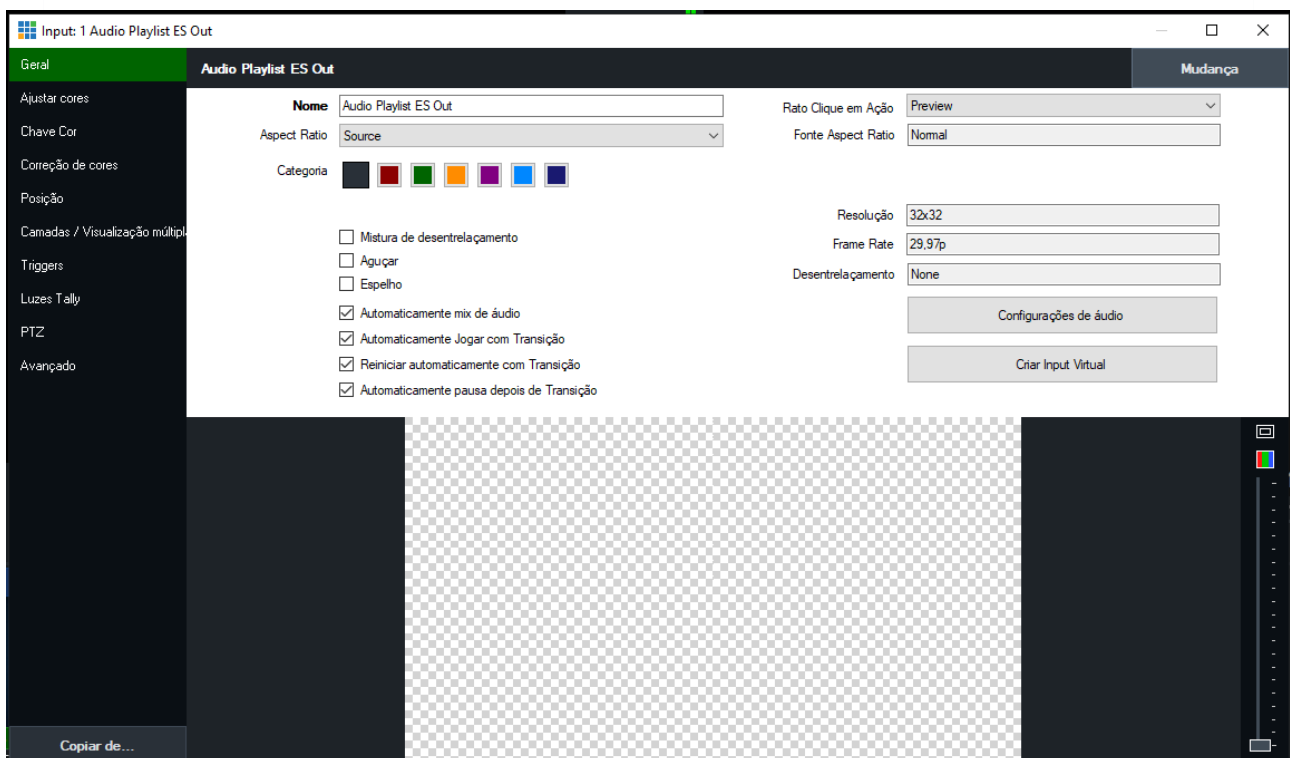 Input: 1 Audio Playlist ES Out
Geral
Ajustar cores
Chave Cor
Correção de cores
Posição
Camadas / Visualização múltipl
Triggers
Luzes Tally
PTZ
Avançado
Copiar de...
Audio Playlist ES Out
Mudança
Nome Audio Playlist ES Out
Aspect Ratio Source
Categoria
Mistura de desentrelaçamento
Aguçar
Espelho
Automaticamente mix de áudio
Automaticamente Jogar com Transição
Reiniciar automaticamente com Transição
Automaticamente pausa depois de Transição
Rato Clique em Ação Preview
Fonte Aspect Ratio Normal
Resolução 32x32
Frame Rate 29,97p
Desentrelaçamento None
Configurações de áudio
Criar Input Virtual